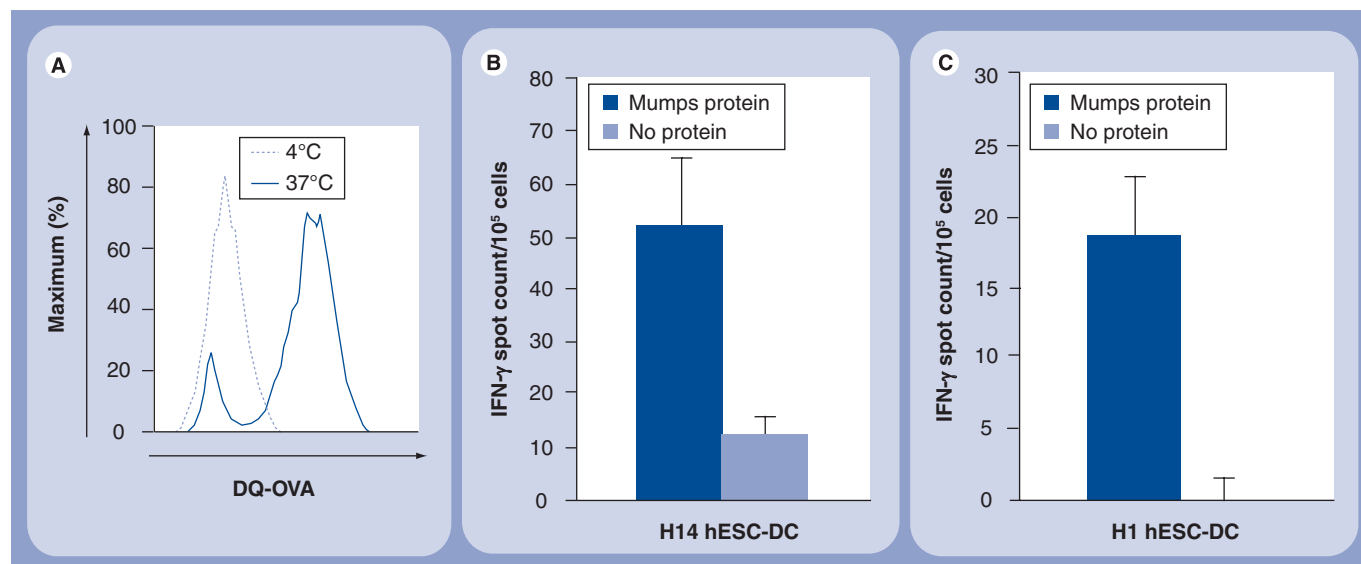 A
Maximum (%)
100
80
60
40
20
0
4°C
37°C
DQ-OVA
B
IFN-γ spot count/10⁵ cells
80
70
60
50
40
30
20
10
0
Mumps protein
No protein
H14 hESC-DC
C
IFN-γ spot count/10⁵ cells
30
25
20
15
10
5
0
Mumps protein
No protein
H1 hESC-DC